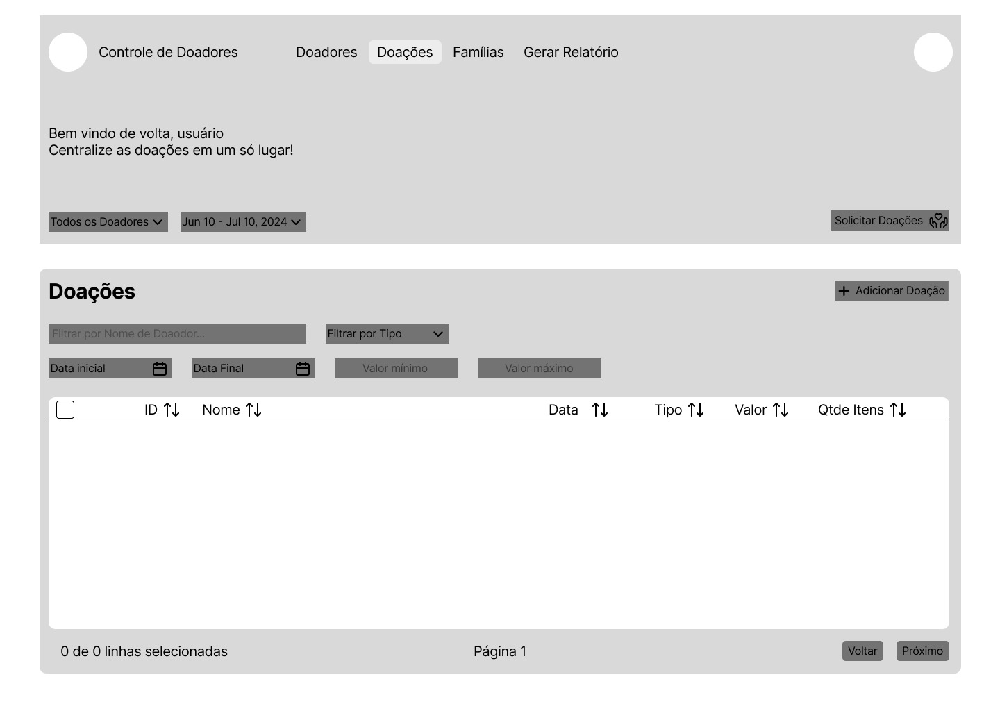 Controle de Doadores Doadores Doações Famílias Gerar Relatório
Bem vindo de volta, usuário
Centralize as doações em um só lugar!
Todos os Doadores Jun 10 - Jul 10, 2024 Solicitar Doações
Doações + Adicionar Doação
Filtrar por Nome de Doaodor... Filtrar por Tipo
Data inicial Data Final Valor mínimo Valor máximo
ID Nome Data Tipo Valor Qtde Itens
0 de 0 linhas selecionadas Página 1 Voltar Próximo